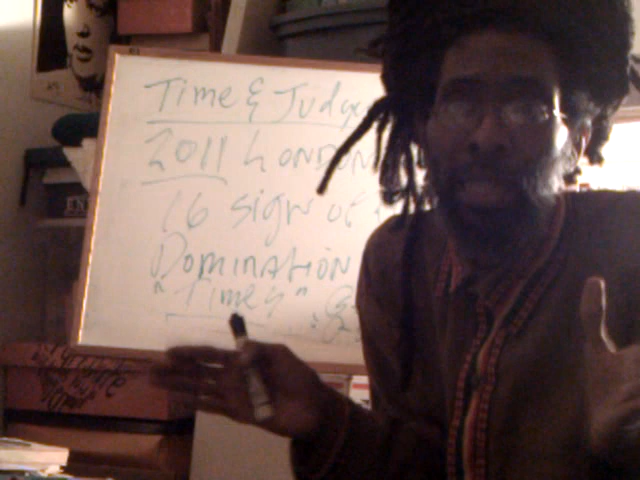 Time & Judge
2011 LONDON
16 Sign of
Domination
"Times"